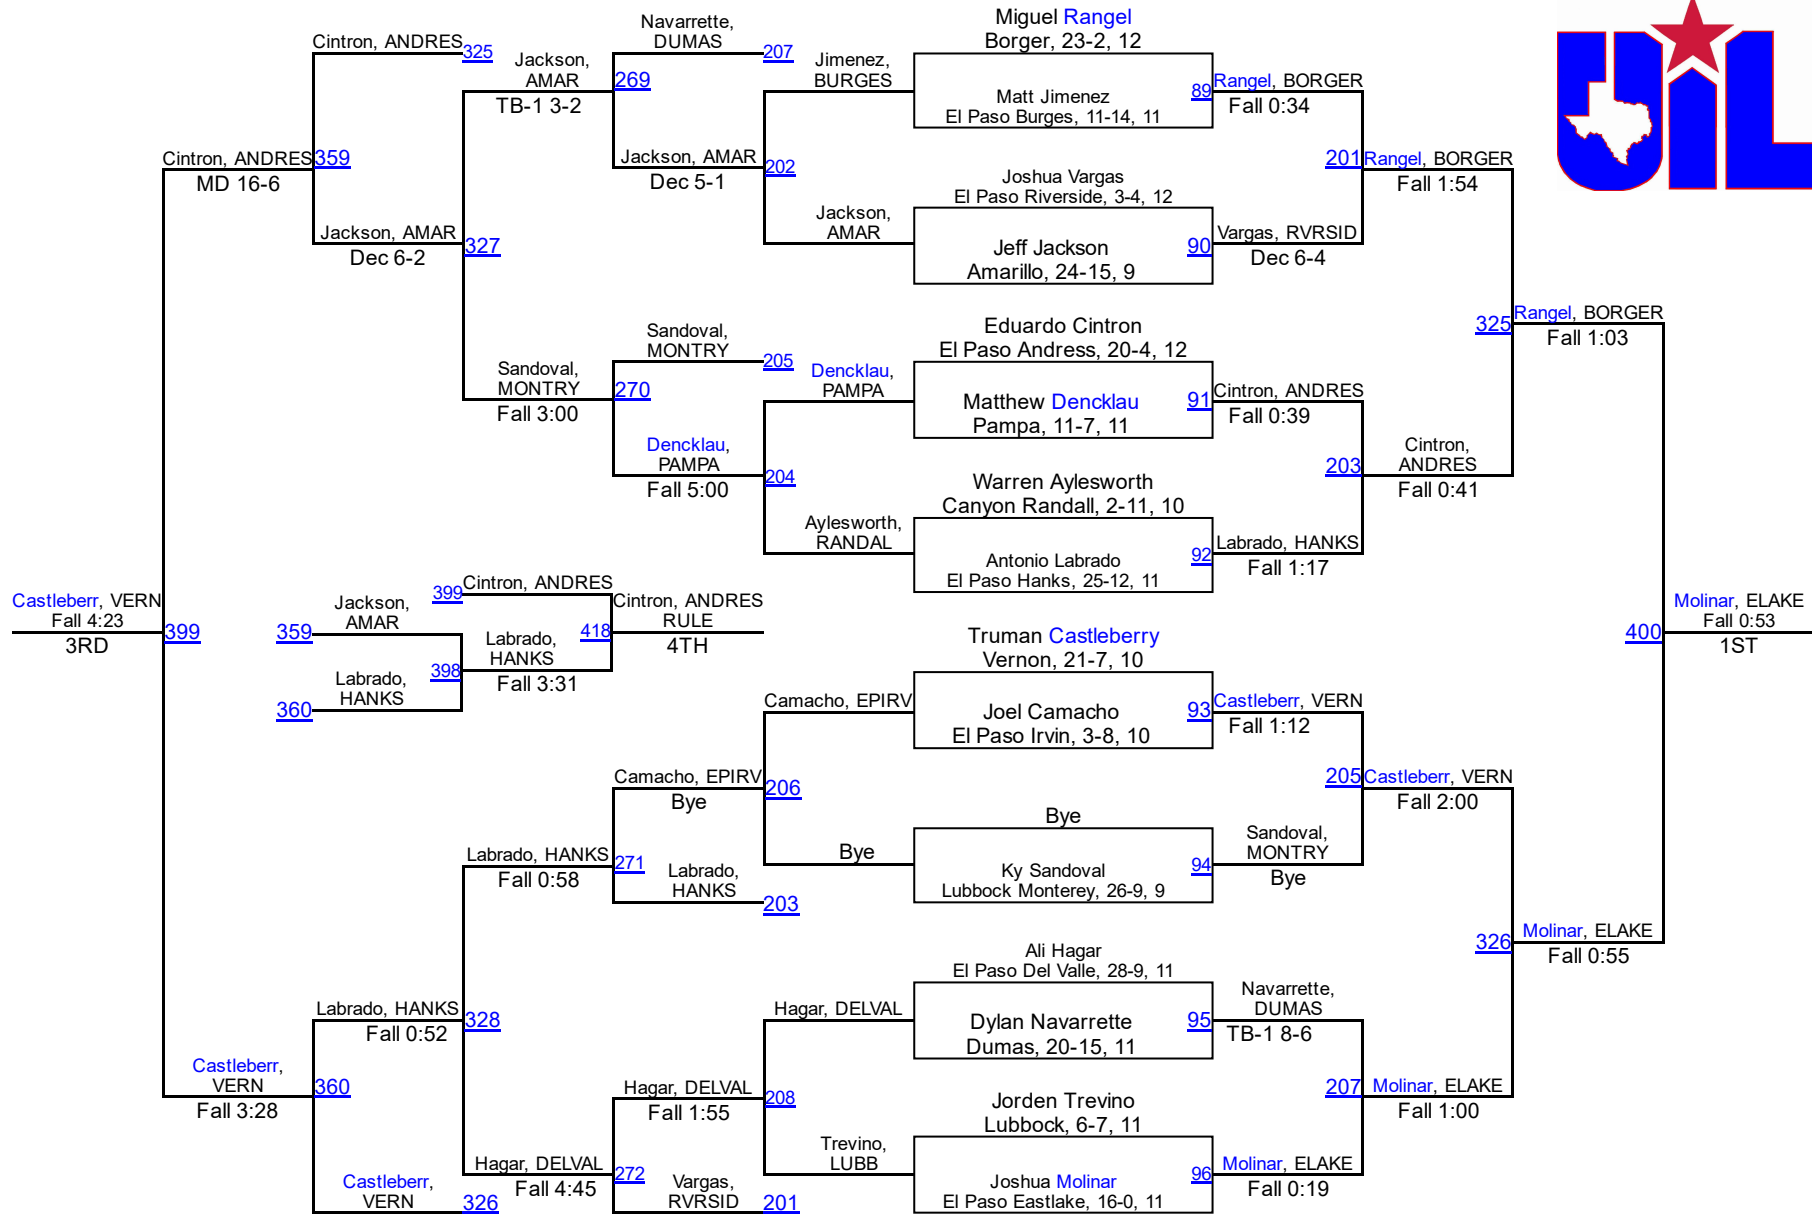 Miguel Rangel
Borger, 23-2, 12
Matt Jimenez
El Paso Burges, 11-14, 11
Joshua Vargas
El Paso Riverside, 3-4, 12
Jeff Jackson
Amarillo, 24-15, 9
Eduardo Cintron
El Paso Andress, 20-4, 12
Matthew Dencklau
Pampa, 11-7, 11
Warren Aylesworth
Canyon Randall, 2-11, 10
Antonio Labrado
El Paso Hanks, 25-12, 11
Truman Castleberry
Vernon, 21-7, 10
Joel Camacho
El Paso Irvin, 3-8, 10
Bye
Ky Sandoval
Lubbock Monterey, 26-9, 9
Ali Hagar
El Paso Del Valle, 28-9, 11
Dylan Navarrette
Dumas, 20-15, 11
Jorden Trevino
Lubbock, 6-7, 11
Joshua Molinar
El Paso Eastlake, 16-0, 11
89
Rangel, BORGER
Fall 0:34
90
Vargas, RVRSID
Dec 6-4
91
Cintron, ANDRES
Fall 0:39
92
Labrado, HANKS
Fall 1:17
93
Castleberr, VERN
Fall 1:12
94
Sandoval,
MONTRY
Bye
95
Navarrette,
DUMAS
TB-1 8-6
96
Molinar, ELAKE
Fall 0:19
201
Rangel, BORGER
Fall 1:54
203
Cintron,
ANDRES
Fall 0:41
205
Castleberr, VERN
Fall 2:00
207
Molinar, ELAKE
Fall 1:00
325
Rangel, BORGER
Fall 1:03
326
Molinar, ELAKE
Fall 0:55
400
Molinar, ELAKE
Fall 0:53
1ST
UIL
Jimenez,
BURGES
Jackson,
AMAR
Dencklau,
PAMPA
Aylesworth,
RANDAL
Camacho, EPIRV
Bye
Hagar, DELVAL
Trevino,
LUBB
Navarrette,
DUMAS
207
202
Jackson, AMAR
Dec 5-1
Sandoval,
MONTRY
205
204
Dencklau,
PAMPA
Fall 5:00
206
Camacho, EPIRV
Bye
Labrado,
HANKS
203
208
Hagar, DELVAL
Fall 1:55
Vargas,
RVRSID
201
269
Jackson,
AMAR
TB-1 3-2
270
Sandoval,
MONTRY
Fall 3:00
271
Labrado, HANKS
Fall 0:58
272
Hagar, DELVAL
Fall 4:45
Cintron, ANDRES
325
327
Jackson, AMAR
Dec 6-2
328
Labrado, HANKS
Fall 0:52
Castleberr,
VERN
326
359
Cintron, ANDRES
MD 16-6
360
Castleberr,
VERN
Fall 3:28
399
Castleberr, VERN
Fall 4:23
3RD
359
Jackson,
AMAR
360
Labrado,
HANKS
398
Labrado,
HANKS
Fall 3:31
399
Cintron, ANDRES
418
Cintron, ANDRES
RULE
4TH